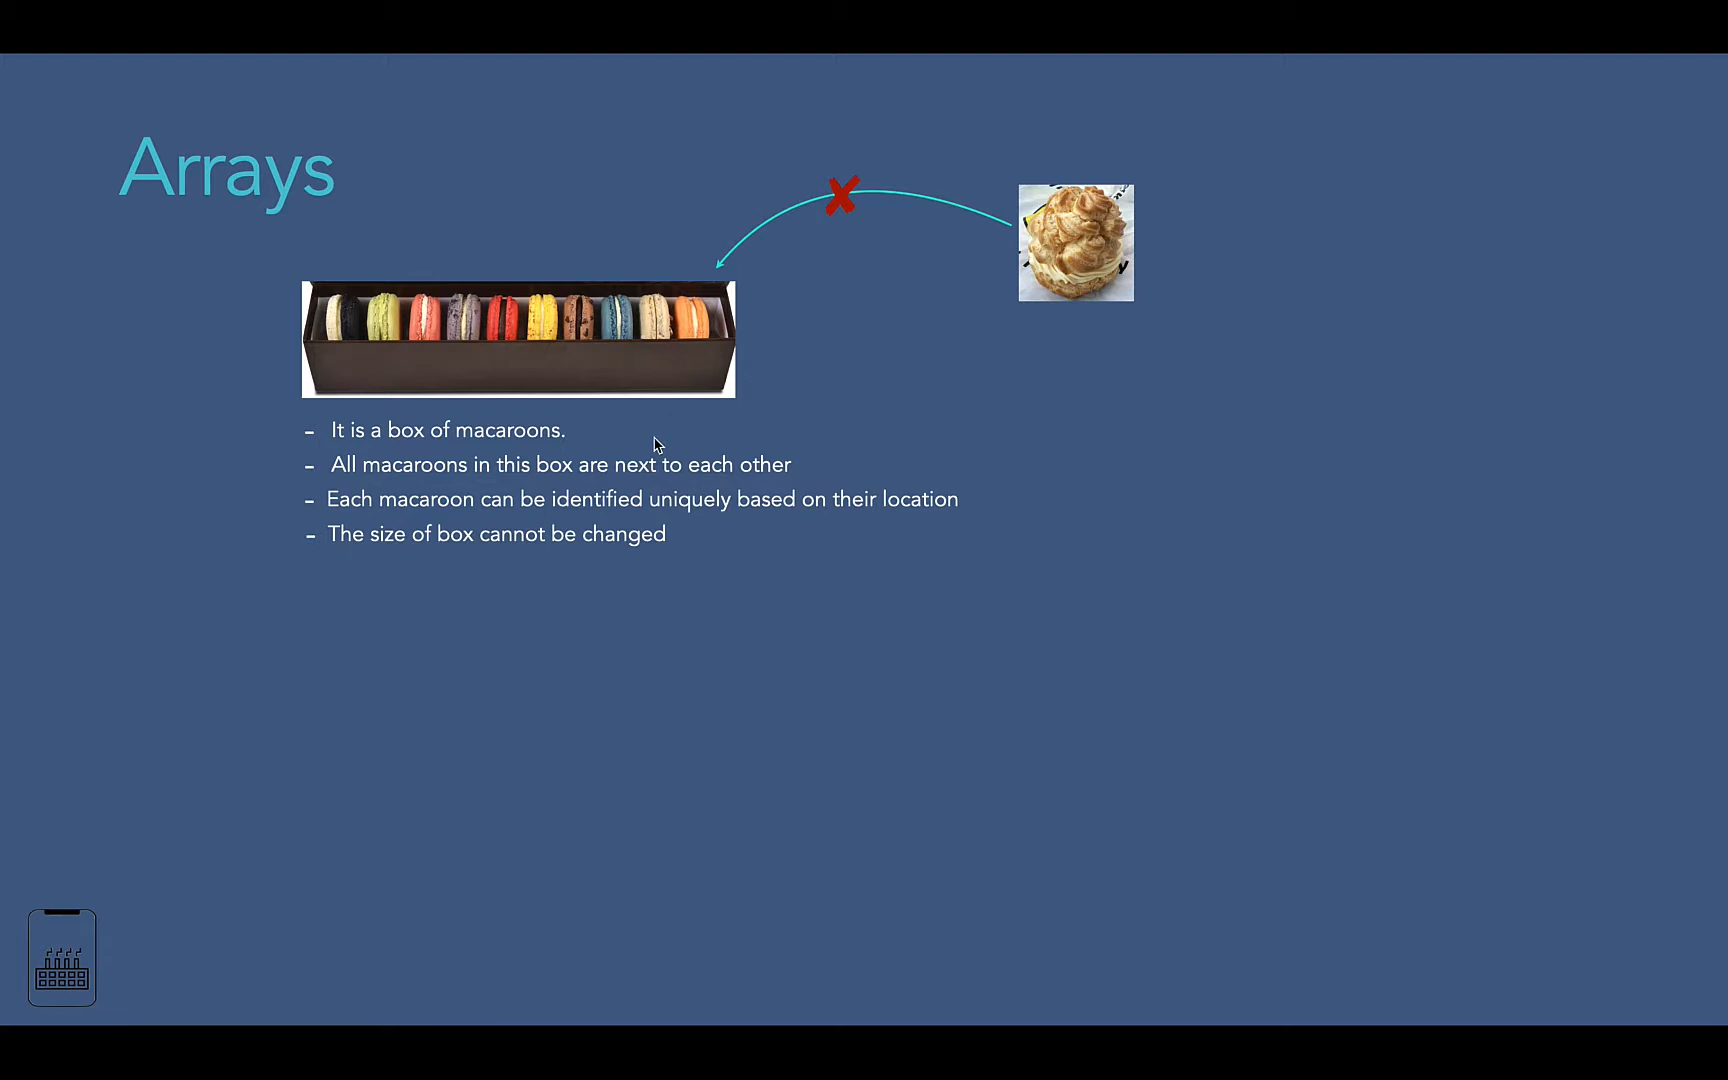 Arrays
- It is a box of macaroons.
- All macaroons in this box are next to each other
- Each macaroon can be identified uniquely based on their location
- The size of box cannot be changed